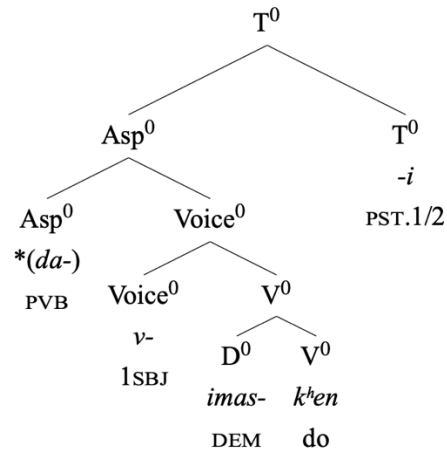 T⁰
Asp⁰ T⁰
-i
Asp⁰ Voice⁰ PST.1/2
*(da-)
PVB Voice⁰ V⁰
v-
1SBJ D⁰ V⁰
imas- kʰen
DEM do